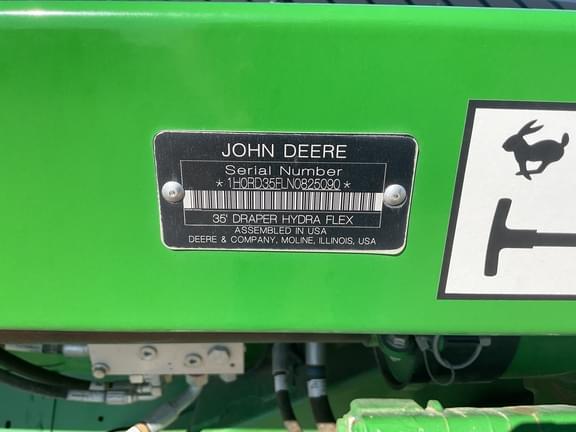 JOHN DEERE
Serial Number
*1H0RD35FLN0825090*
35' DRAPER HYDRA FLEX
ASSEMBLED IN USA
DEERE & COMPANY, MOLINE, ILLINOIS, USA